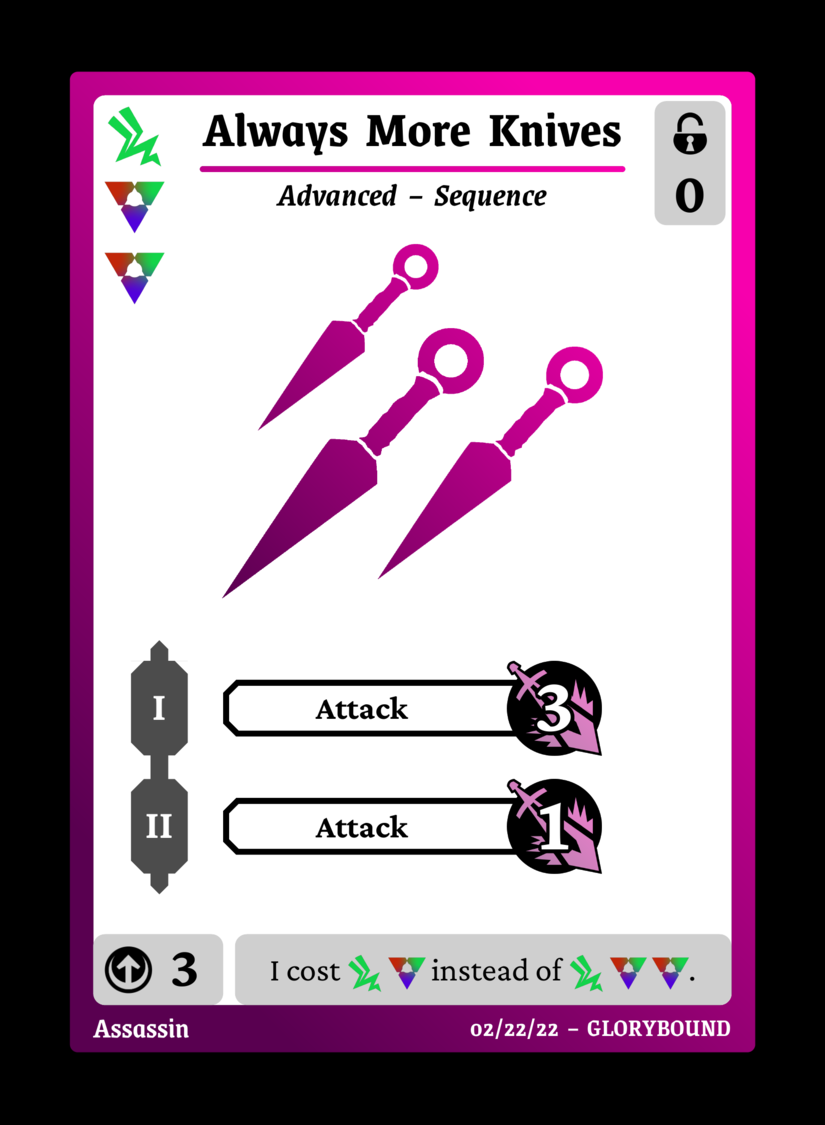 Always More Knives
0
Advanced – Sequence
I
Attack
3
II
Attack
1
3
I cost instead of .
Assassin
02/22/22 – GLORYBOUND